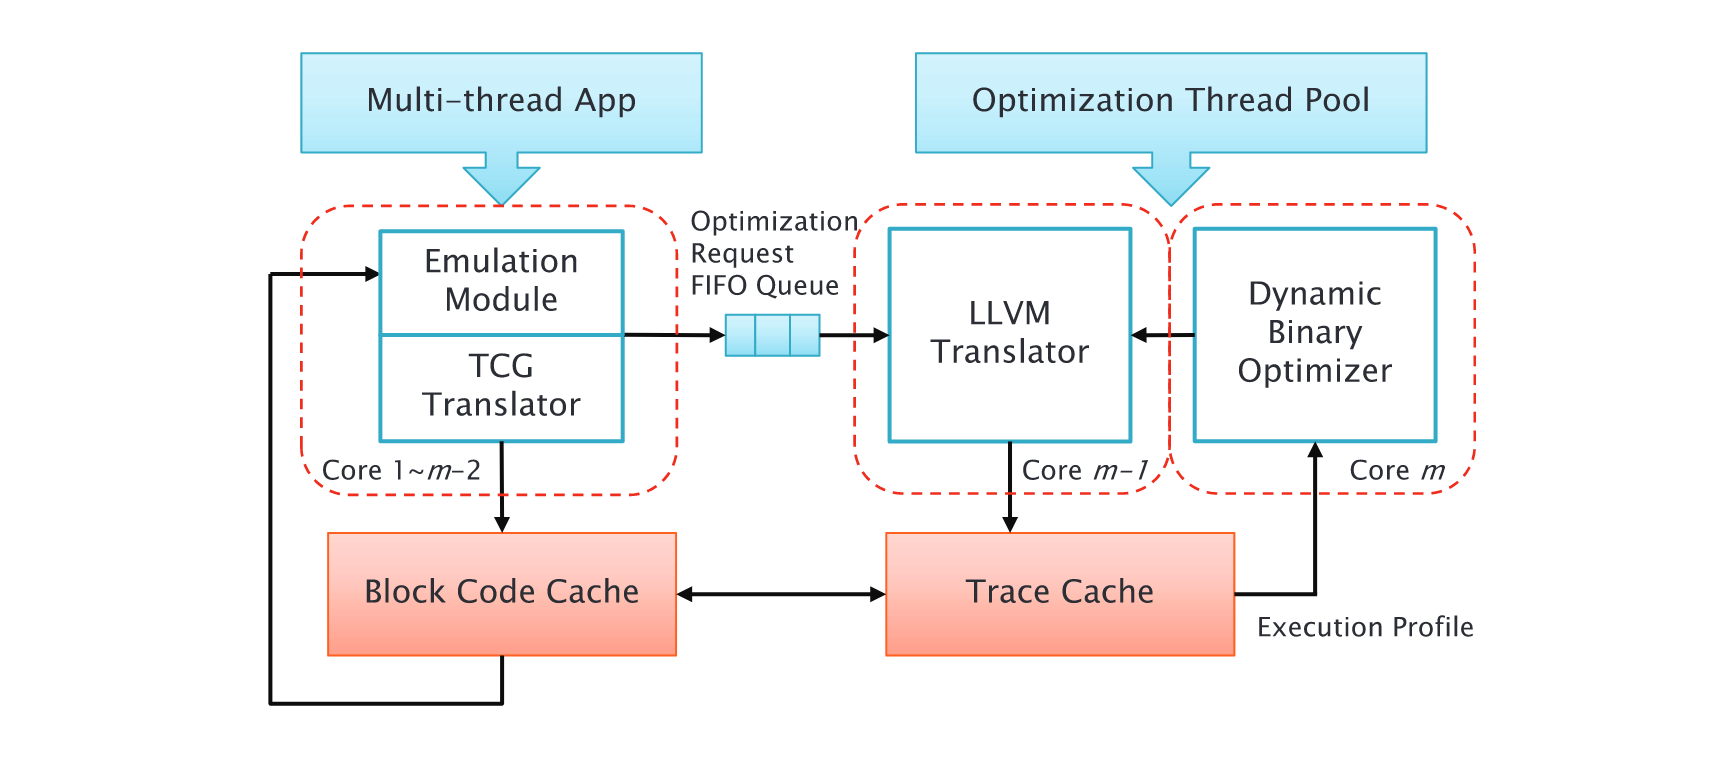 Multi-thread App
Optimization Thread Pool
Emulation
Module
TCG
Translator
Core 1~m-2
Optimization
Request
FIFO Queue
LLVM
Translator
Core m-1
Dynamic
Binary
Optimizer
Core m
Block Code Cache
Trace Cache
Execution Profile